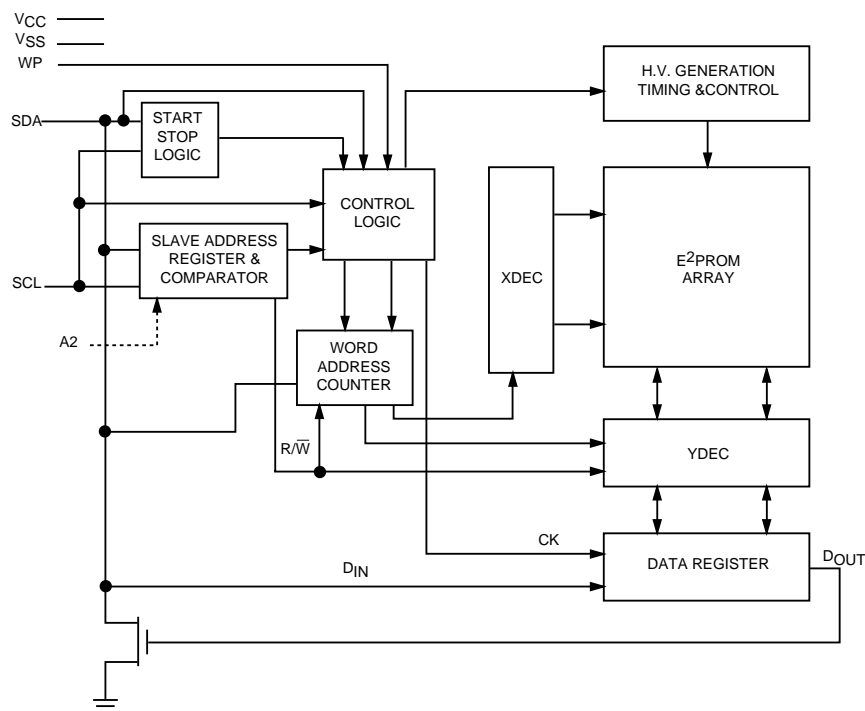 VCC
VSS
WP
SDA
START
STOP
LOGIC
H.V. GENERATION
TIMING &CONTROL
CONTROL
LOGIC
SLAVE ADDRESS
REGISTER &
COMPARATOR
SCL
A2
XDEC
E²PROM
ARRAY
WORD
ADDRESS
COUNTER
R/W̅
YDEC
CK
DIN
DATA REGISTER
DOUT